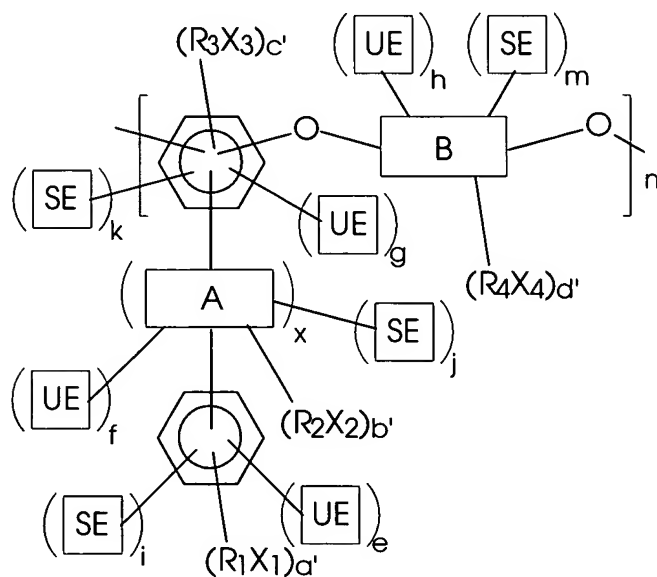 (R3X3)c'
(UE)h (SE)m
O B O
n
(SE)k (UE)g
(R4X4)d'
(A)x
(SE)j
(UE)f
(R2X2)b'
(SE)i (UE)e
(R1X1)a'